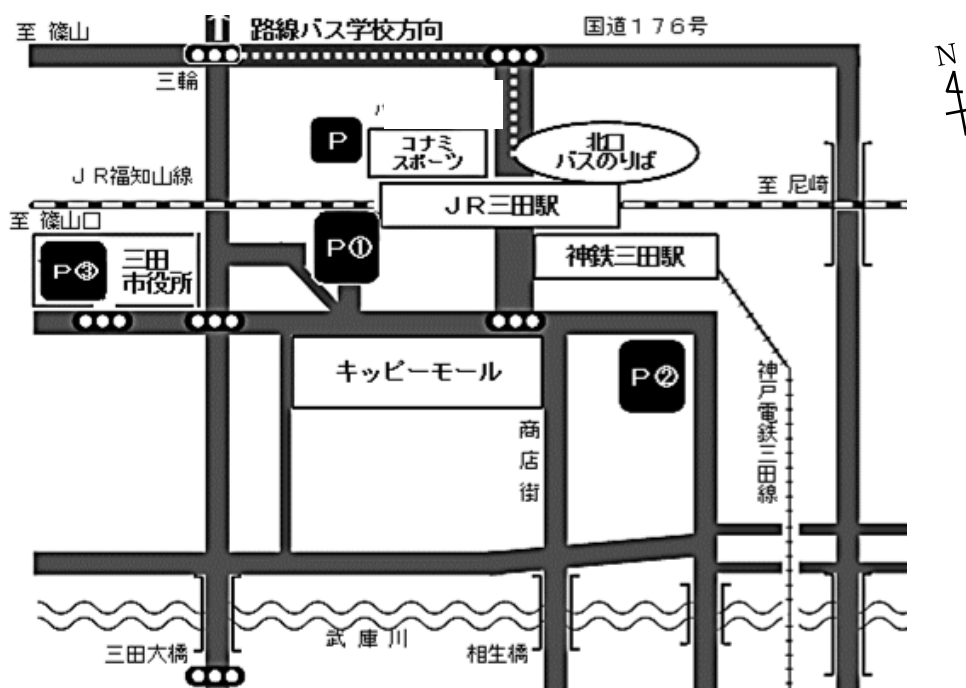 至 篠山
路線バス学校方向
国道176号
N
三輪
P
コナミ
スポーツ
北口
バスのりば
JR福知山線
至 尼崎
至 篠山口
JR三田駅
P①
P③
三田
市役所
神鉄三田駅
キッピーモール
P②
神戸電鉄三田線
商店街
武庫川
三田大橋
相生橋